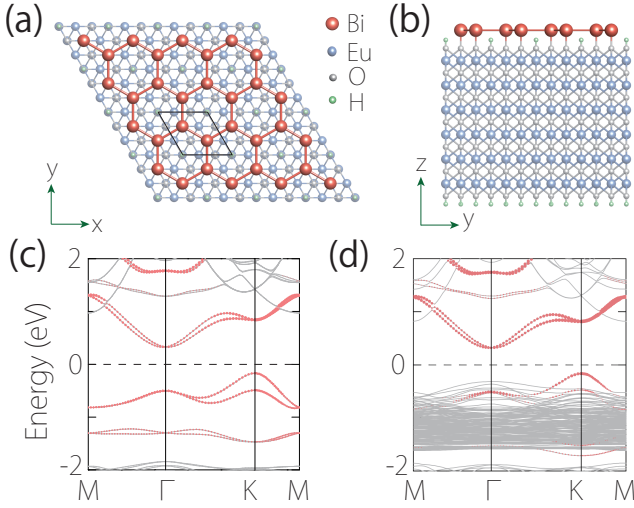 (a)
Bi
Eu
O
H
y
x
(b)
z
y
(c)
(d)
Energy (eV)
2
0
-2
M Γ K M
2
0
-2
M Γ K M